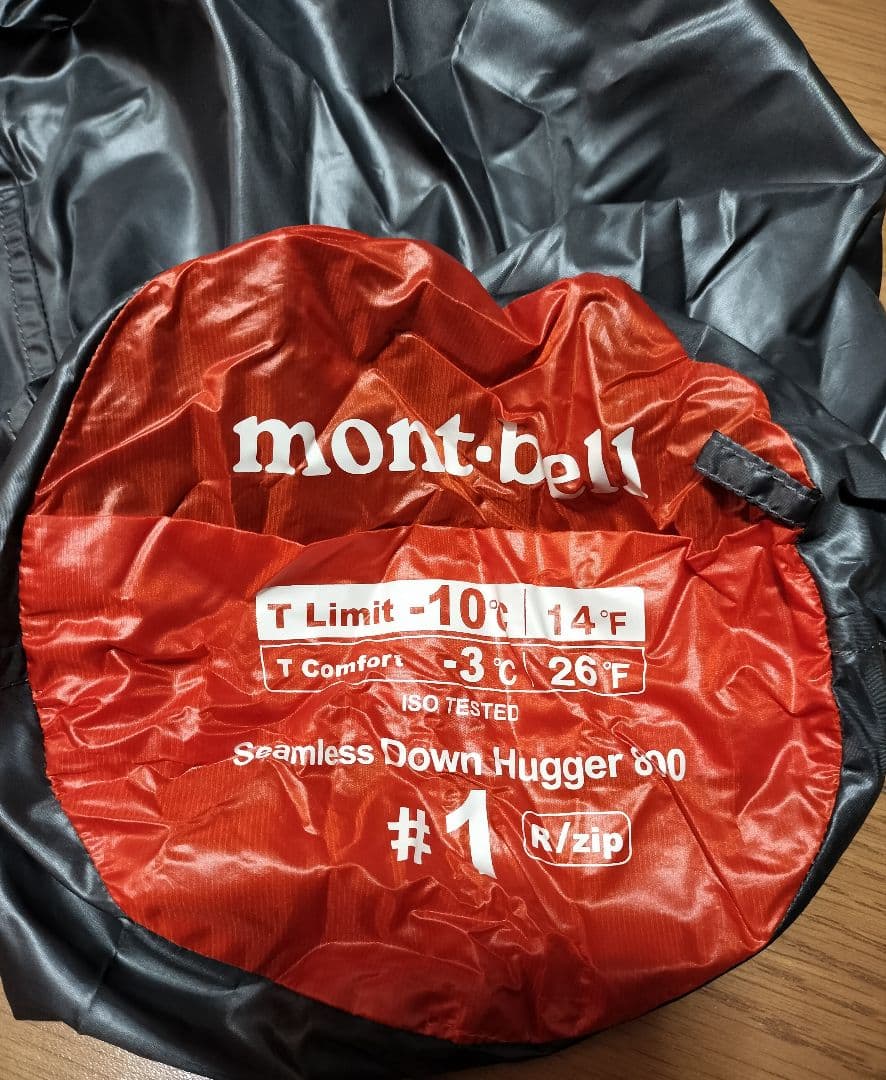 mont-bell
T Limit -10℃ 14°F
T Comfort -3℃ 26°F
ISO TESTED
Seamless Down Hugger 800
#1 R/zip